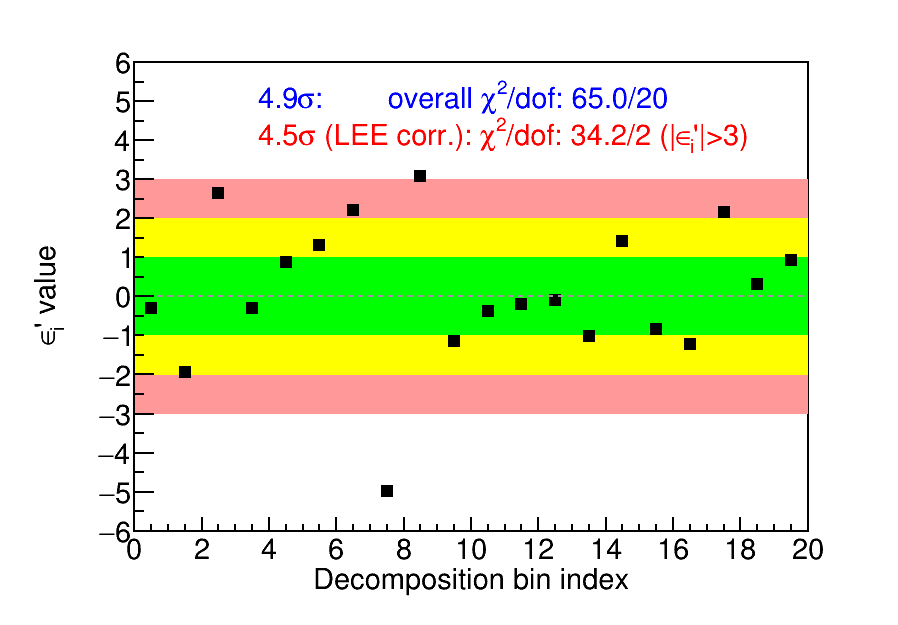 6
5
4
3
2
1
0
−1
−2
−3
−4
−5
−6
ϵi' value
4.9σ: overall χ²/dof: 65.0/20
4.5σ (LEE corr.): χ²/dof: 34.2/2 (|ϵi'|>3)
0 2 4 6 8 10 12 14 16 18 20
Decomposition bin index